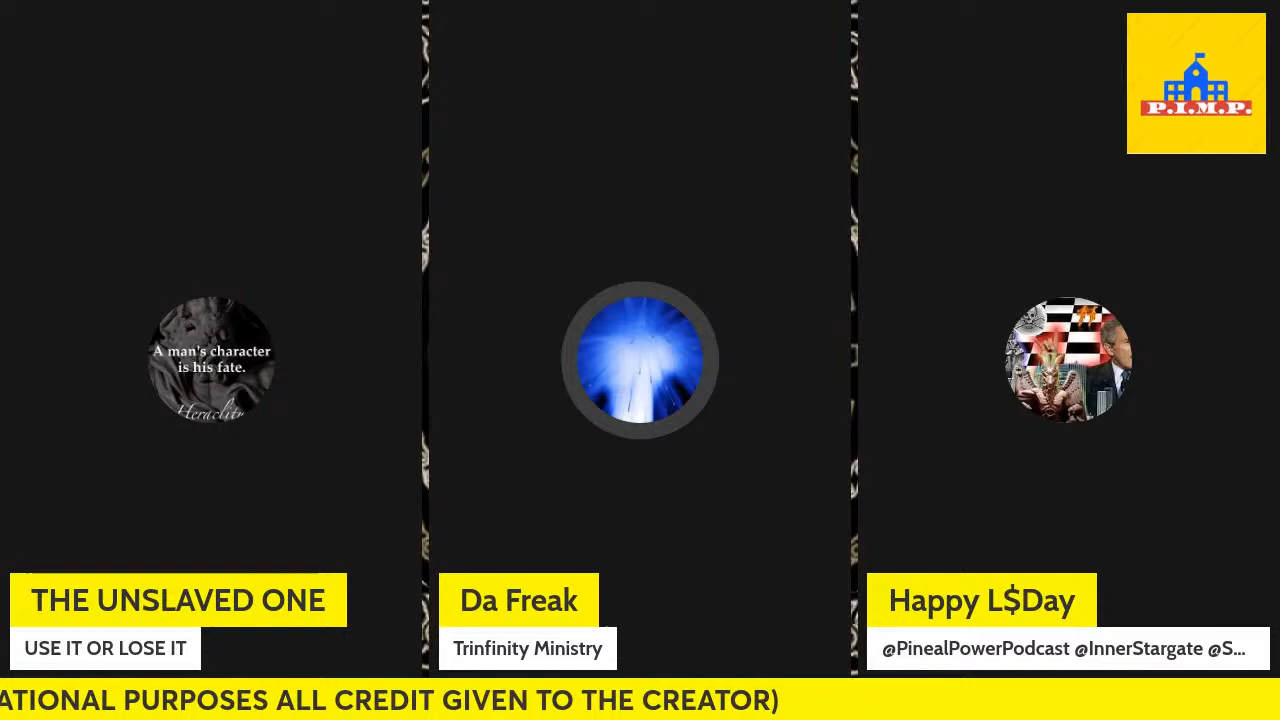 P.I.M.P.
A man's character
is his fate.
THE UNSLAVED ONE
USE IT OR LOSE IT
Da Freak
Trinfinity Ministry
Happy L$Day
@PinealPowerPodcast @InnerStargate @S...
ATIONAL PURPOSES ALL CREDIT GIVEN TO THE CREATOR)